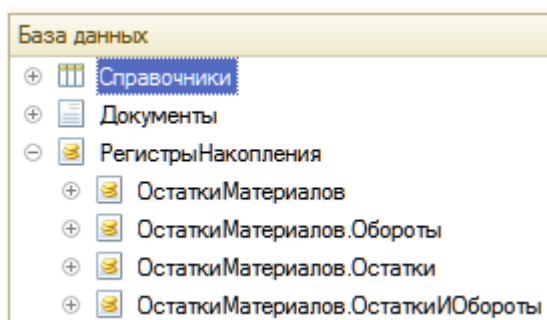 База данных
Справочники
Документы
РегистрыНакопления
ОстаткиМатериалов
ОстаткиМатериалов.Обороты
ОстаткиМатериалов.Остатки
ОстаткиМатериалов.ОстаткиИОбороты